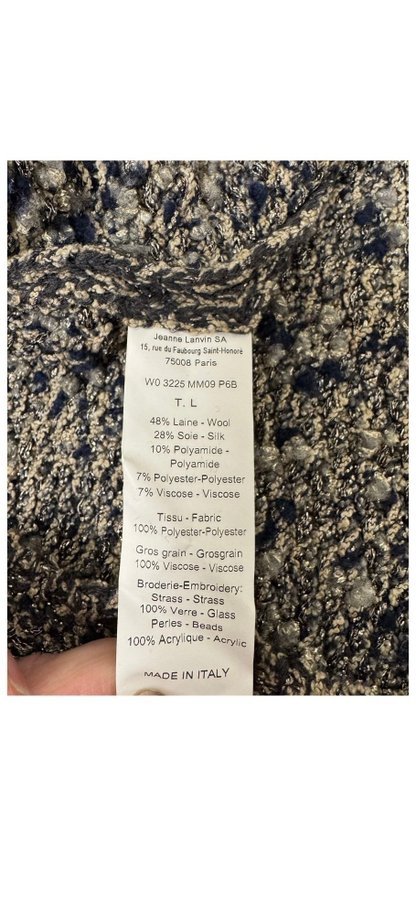 Jeanne Lanvin SA
15, rue du Faubourg Saint-Honoré
75008 Paris
W0 3225 MM09 P6B
T. L
48% Laine - Wool
28% Soie - Silk
10% Polyamide -
Polyamide
7% Polyester-Polyester
7% Viscose - Viscose
Tissu - Fabric
100% Polyester-Polyester
Gros grain - Grosgrain
100% Viscose - Viscose
Broderie-Embroidery:
Strass - Strass
100% Verre - Glass
Perles - Beads
100% Acrylique - Acrylic
MADE IN ITALY